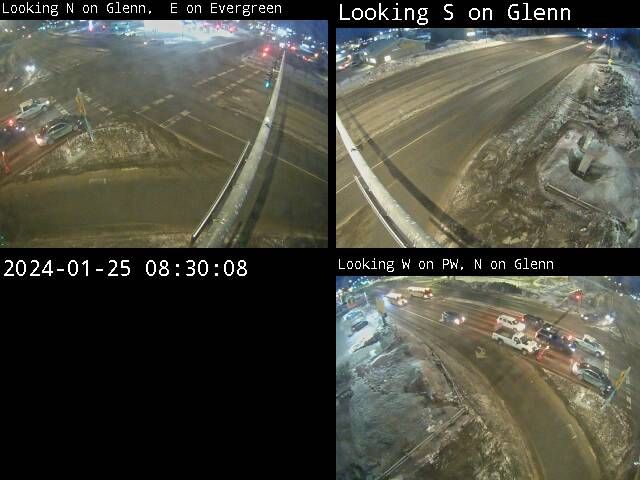 Looking N on Glenn,  E on Evergreen
Looking S on Glenn
2024-01-25 08:30:08
Looking W on PW, N on Glenn